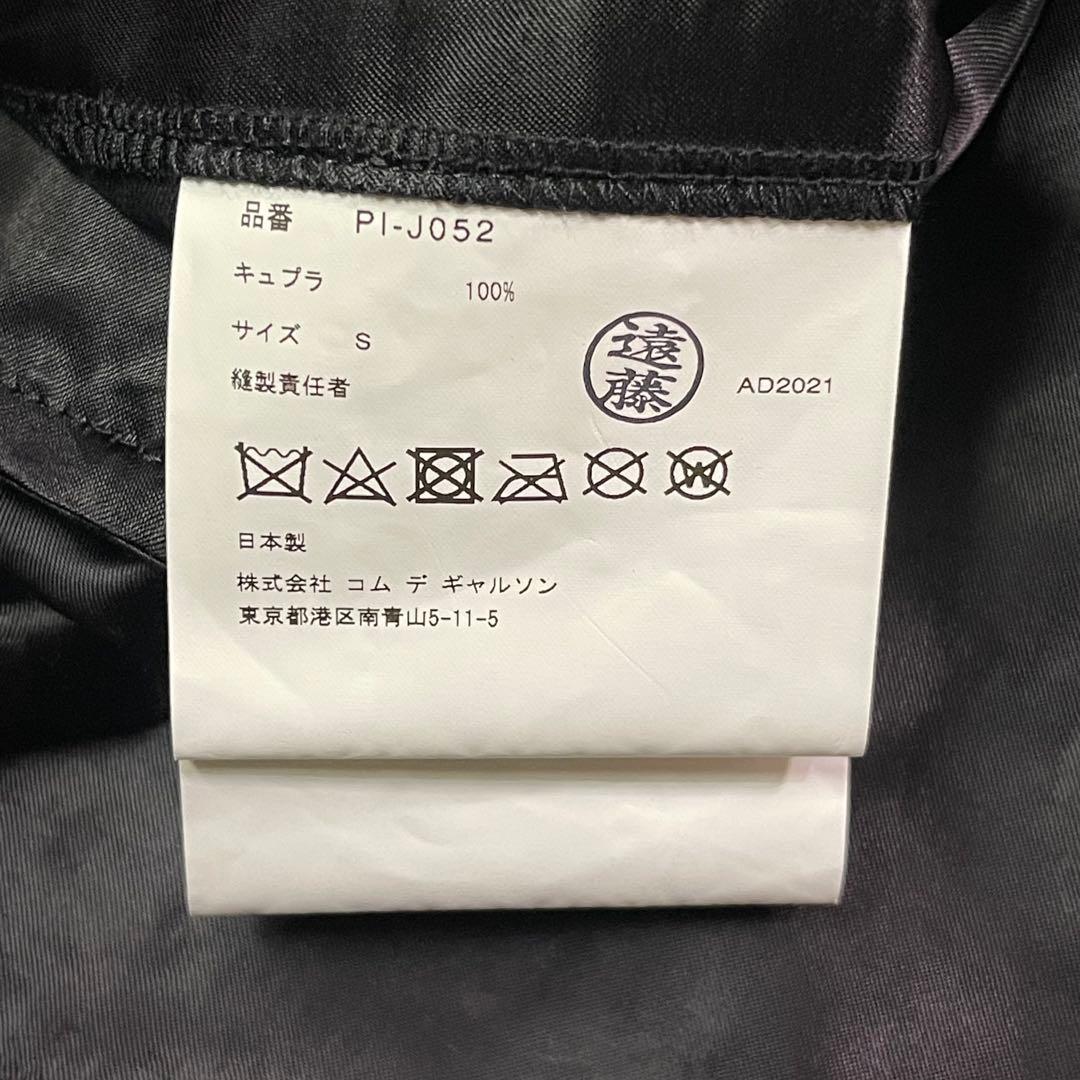 品番 PI-J052
キュプラ 100%
サイズ S
縫製責任者 遠藤 AD2021
W
日本製
株式会社 コム デ ギャルソン
東京都港区南青山5-11-5